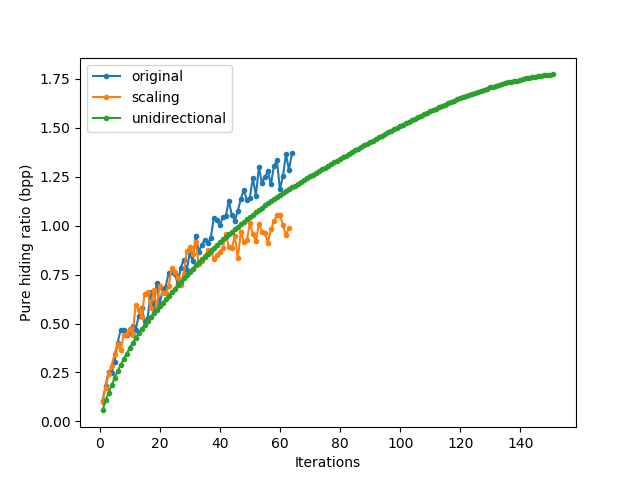 original
scaling
unidirectional
Pure hiding ratio (bpp)
1.75
1.50
1.25
1.00
0.75
0.50
0.25
0.00
0 20 40 60 80 100 120 140
Iterations